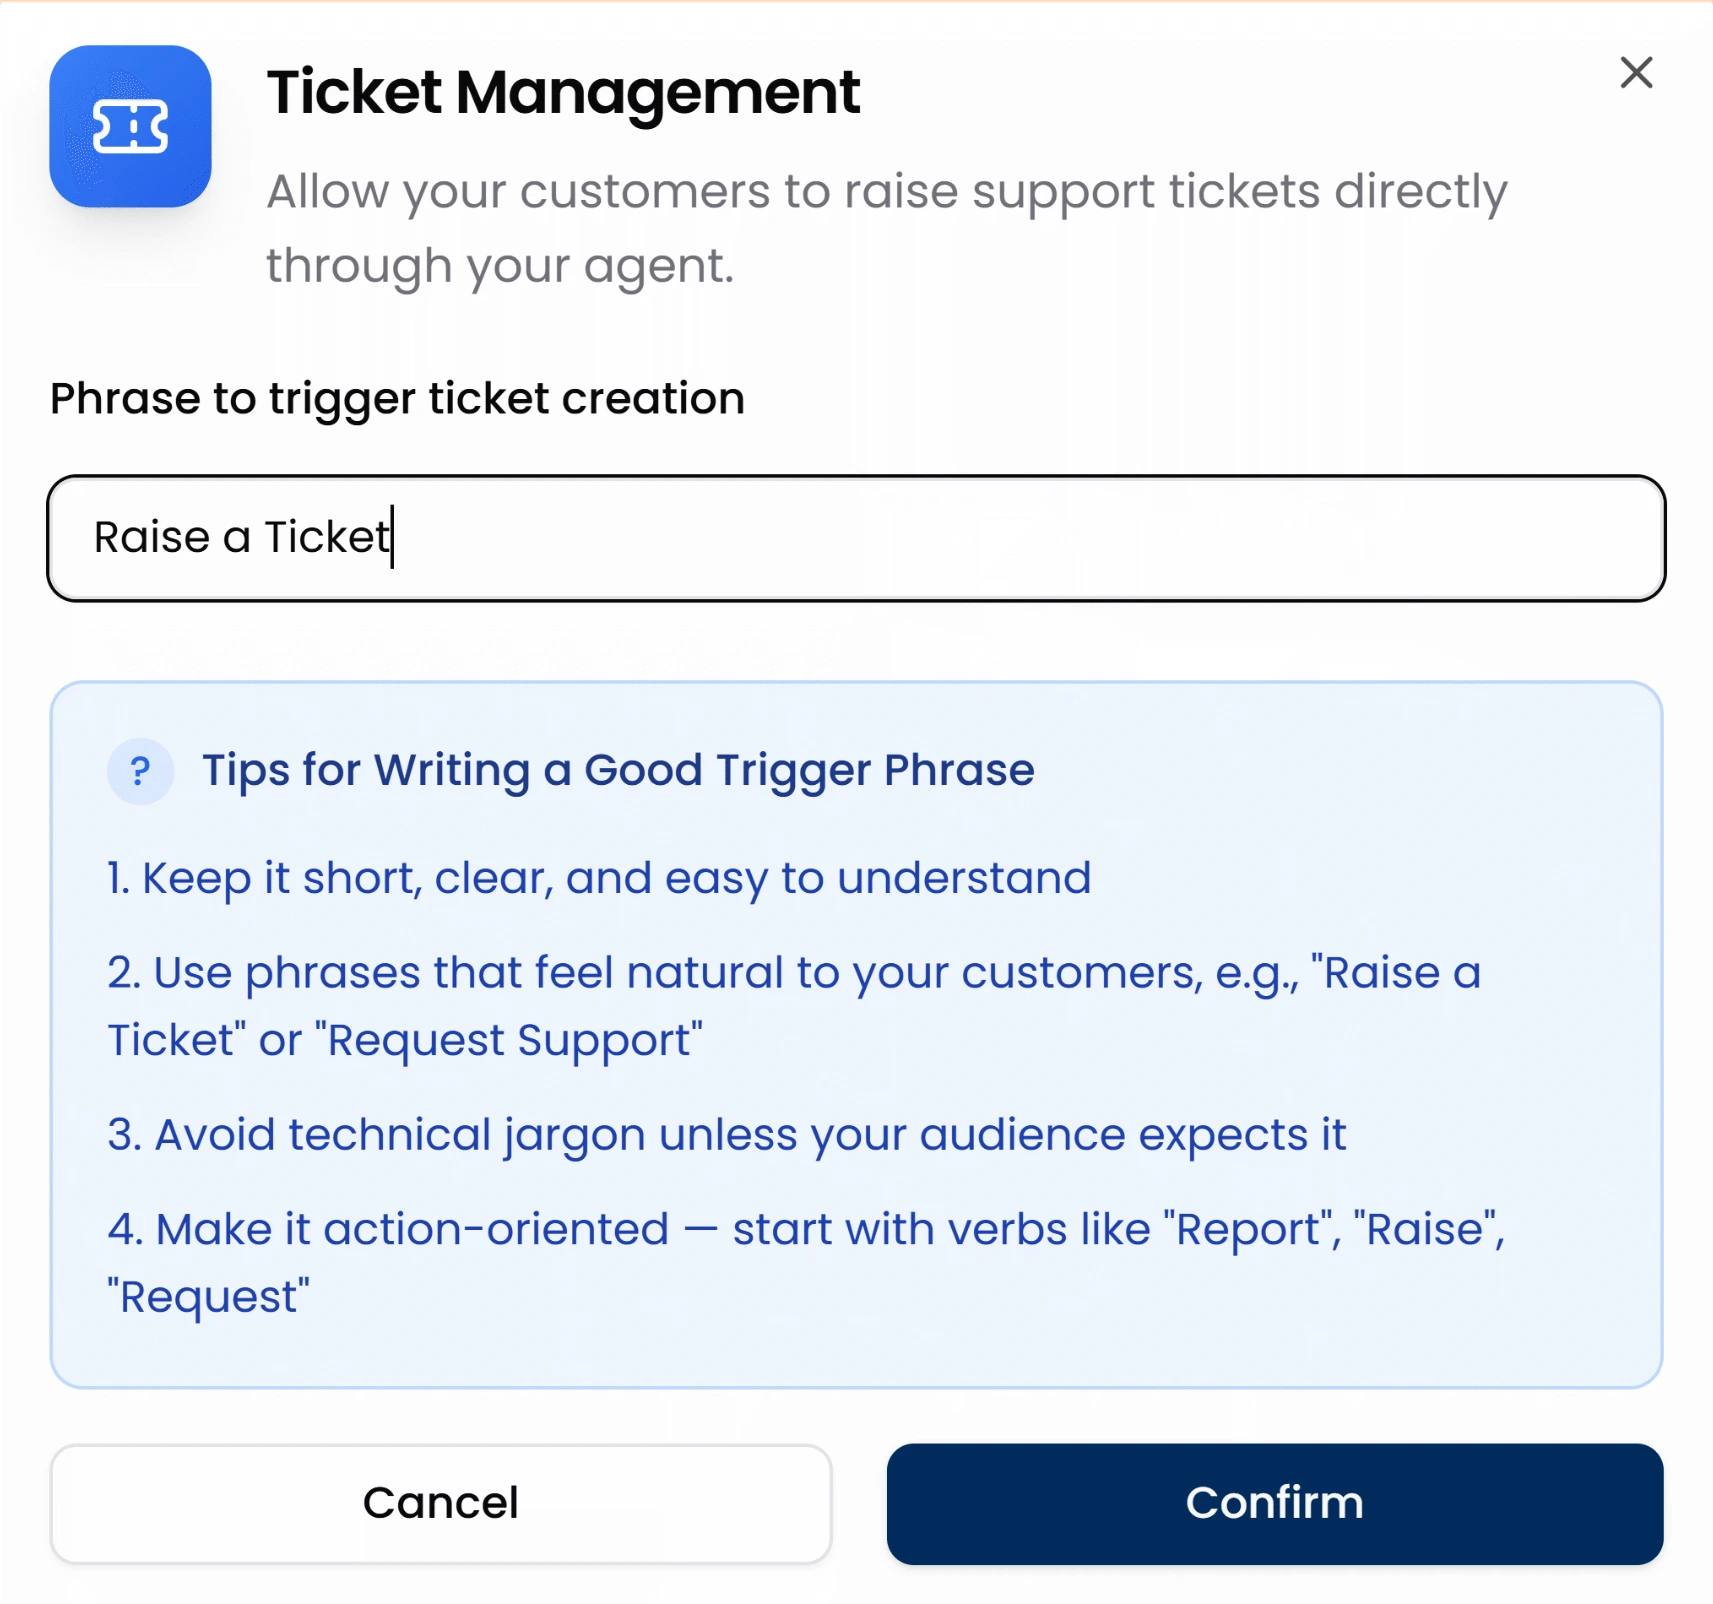 Ticket Management
Allow your customers to raise support tickets directly
through your agent.
Phrase to trigger ticket creation
Raise a Ticket
?
Tips for Writing a Good Trigger Phrase
1. Keep it short, clear, and easy to understand
2. Use phrases that feel natural to your customers, e.g., "Raise a
Ticket" or "Request Support"
3. Avoid technical jargon unless your audience expects it
4. Make it action-oriented — start with verbs like "Report", "Raise",
"Request"
Cancel
Confirm